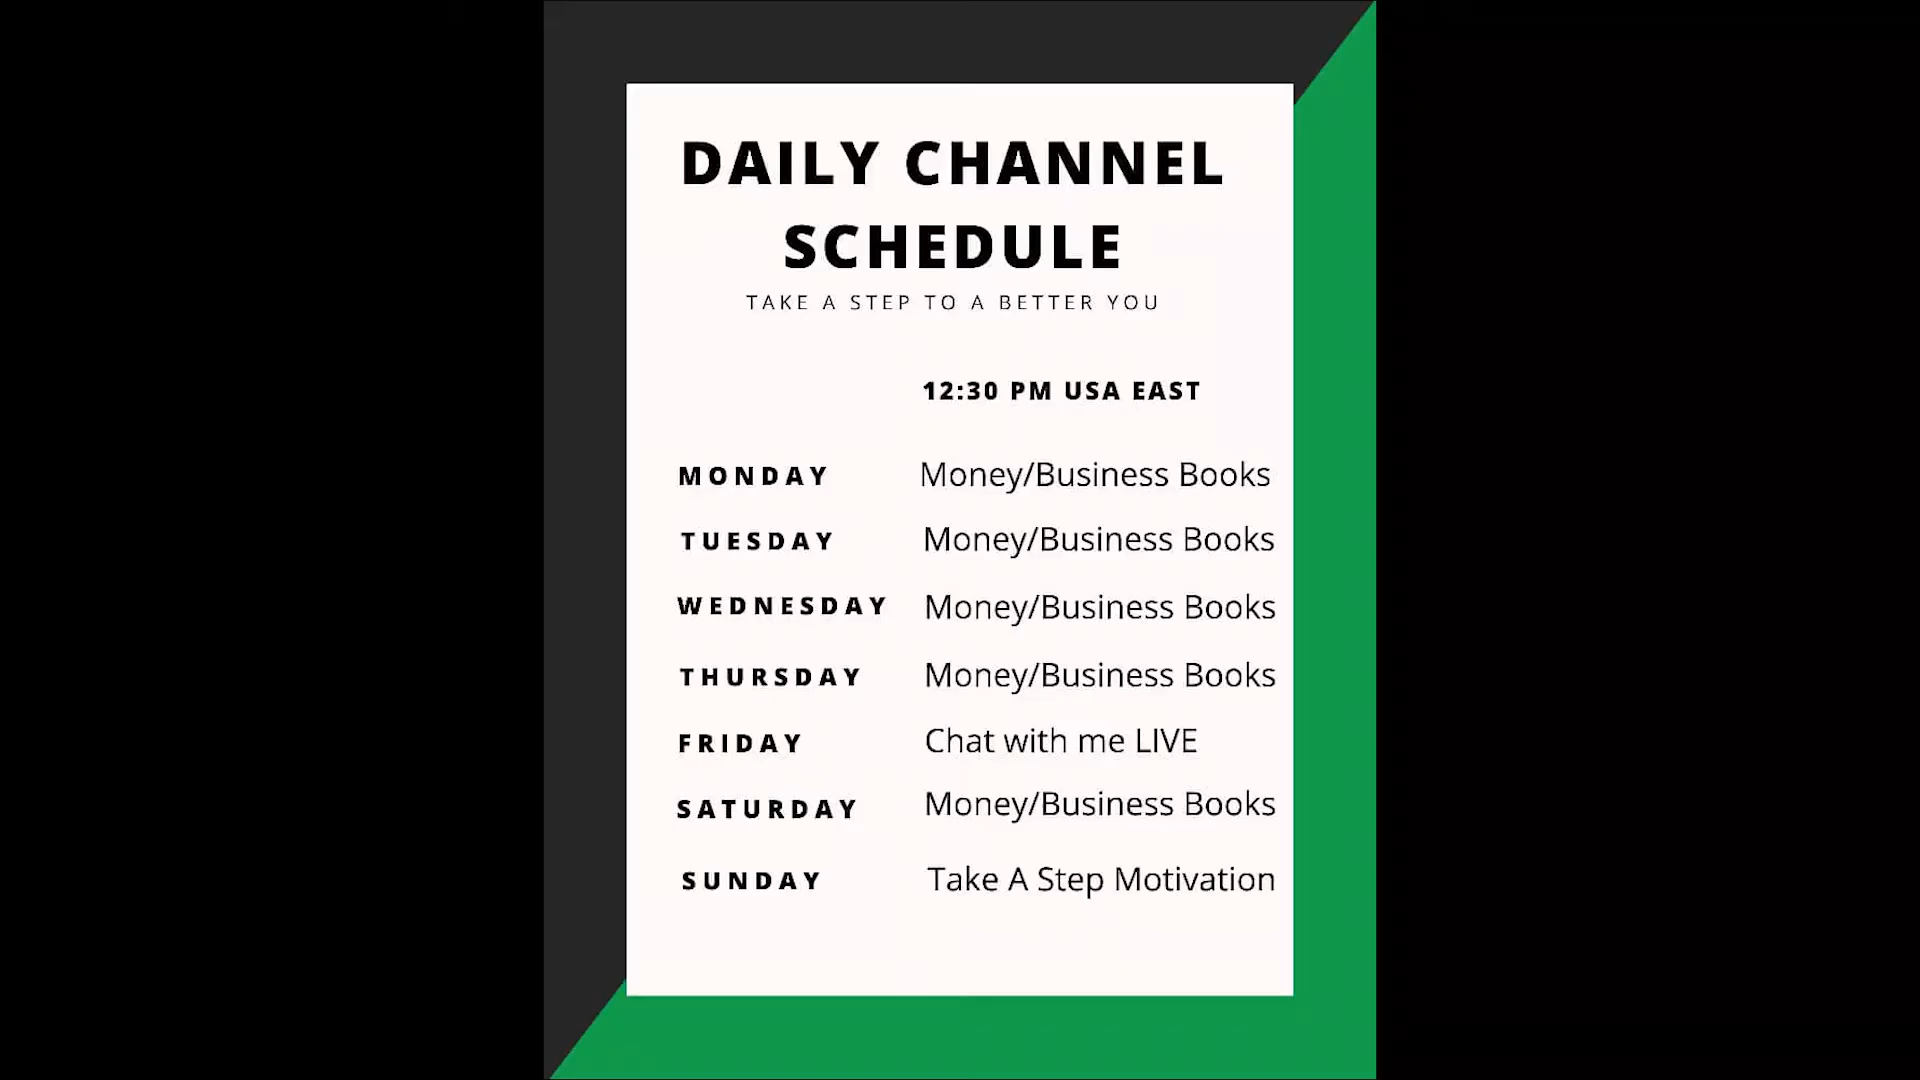 DAILY CHANNEL
SCHEDULE
TAKE A STEP TO A BETTER YOU
12:30 PM USA EAST
MONDAY Money/Business Books
TUESDAY Money/Business Books
WEDNESDAY Money/Business Books
THURSDAY Money/Business Books
FRIDAY Chat with me LIVE
SATURDAY Money/Business Books
SUNDAY Take A Step Motivation